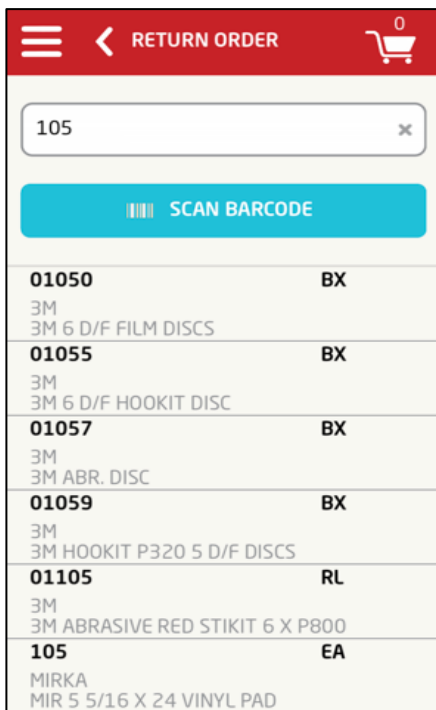 0
RETURN ORDER
105
SCAN BARCODE
01050 BX
3M
3M 6 D/F FILM DISCS
01055 BX
3M
3M 6 D/F HOOKIT DISC
01057 BX
3M
3M ABR. DISC
01059 BX
3M
3M HOOKIT P320 5 D/F DISCS
01105 RL
3M
3M ABRASIVE RED STIKIT 6 X P800
105 EA
MIRKA
MIR 5 5/16 X 24 VINYL PAD